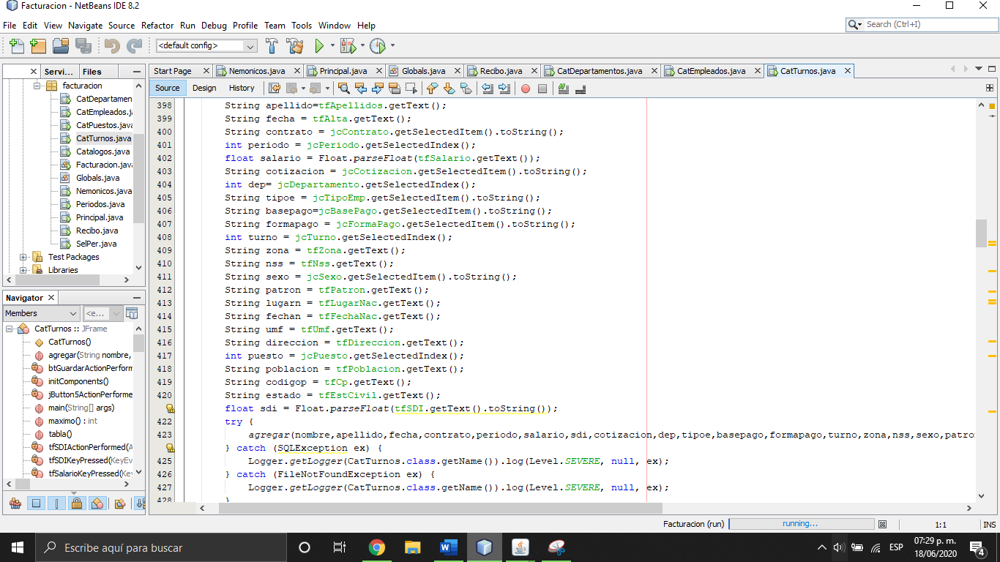 Facturacion - NetBeans IDE 8.2
File Edit View Navigate Source Refactor Run Debug Profile Team Tools Window Help
Search (Ctrl+I)
<default config>
Servi... Files
Start Page Nemonicos.java Principal.java Globals.java Recibo.java CatDepartamentos.java CatEmpleados.java CatTurnos.java
Source Design History
facturacion
CatDepartamen
CatEmpleados.ja
CatPuestos.java
CatTurnos.java
Catalogos.java
Facturacion.java
Globals.java
Nemonicos.java
Periodos.java
Principal.java
Recibo.java
SelPer.java
Test Packages
Libraries
Navigator
Members
<e...
CatTurnos :: JFrame
CatTurnos()
agregar(String nombre,
btGuardarActionPerform
initComponents()
jButton5ActionPerforme
main(String[] args)
maximo() : int
tabla()
tfSDIActionPerformed(A
tfSDIKeyPressed(KeyEv
tfSalarioKeyPressed(Key
398 String apellido=tfApellidos.getText();
399 String fecha = tfAlta.getText();
400 String contrato = jcContrato.getSelectedItem().toString();
401 int periodo = jcPeriodo.getSelectedIndex();
402 float salario = Float.parseFloat(tfSalario.getText());
403 String cotizacion = jcCotizacion.getSelectedItem().toString();
404 int dep= jcDepartamento.getSelectedIndex();
405 String tipoe = jcTipoEmp.getSelectedItem().toString();
406 String basepago=jcBasePago.getSelectedItem().toString();
407 String formapago = jcFormaPago.getSelectedItem().toString();
408 int turno = jcTurno.getSelectedIndex();
409 String zona = tfZona.getText();
410 String nss = tfNss.getText();
411 String sexo = jcSexo.getSelectedItem().toString();
412 String patron = tfPatron.getText();
413 String lugarn = tfLugarNac.getText();
414 String fechan = tfFechaNac.getText();
415 String umf = tfUmf.getText();
416 String direccion = tfDireccion.getText();
417 int puesto = jcPuesto.getSelectedIndex();
418 String poblacion = tfPoblacion.getText();
419 String codigop = tfCp.getText();
420 String estado = tfEstCivil.getText();
float sdi = Float.parseFloat(tfSDI.getText().toString());
422 try {
423 agregar(nombre,apellido,fecha,contrato,periodo,salario,sdi,cotizacion,dep,tipoe,basepago,formapago,turno,zona,nss,sexo,patro
} catch (SQLException ex) {
425 Logger.getLogger(CatTurnos.class.getName()).log(Level.SEVERE, null, ex);
426 } catch (FileNotFoundException ex) {
427 Logger.getLogger(CatTurnos.class.getName()).log(Level.SEVERE, null, ex);
428 }
Facturacion (run) running... 1:1 INS
Escribe aquí para buscar
ESP
07:29 p. m.
18/06/2020
4